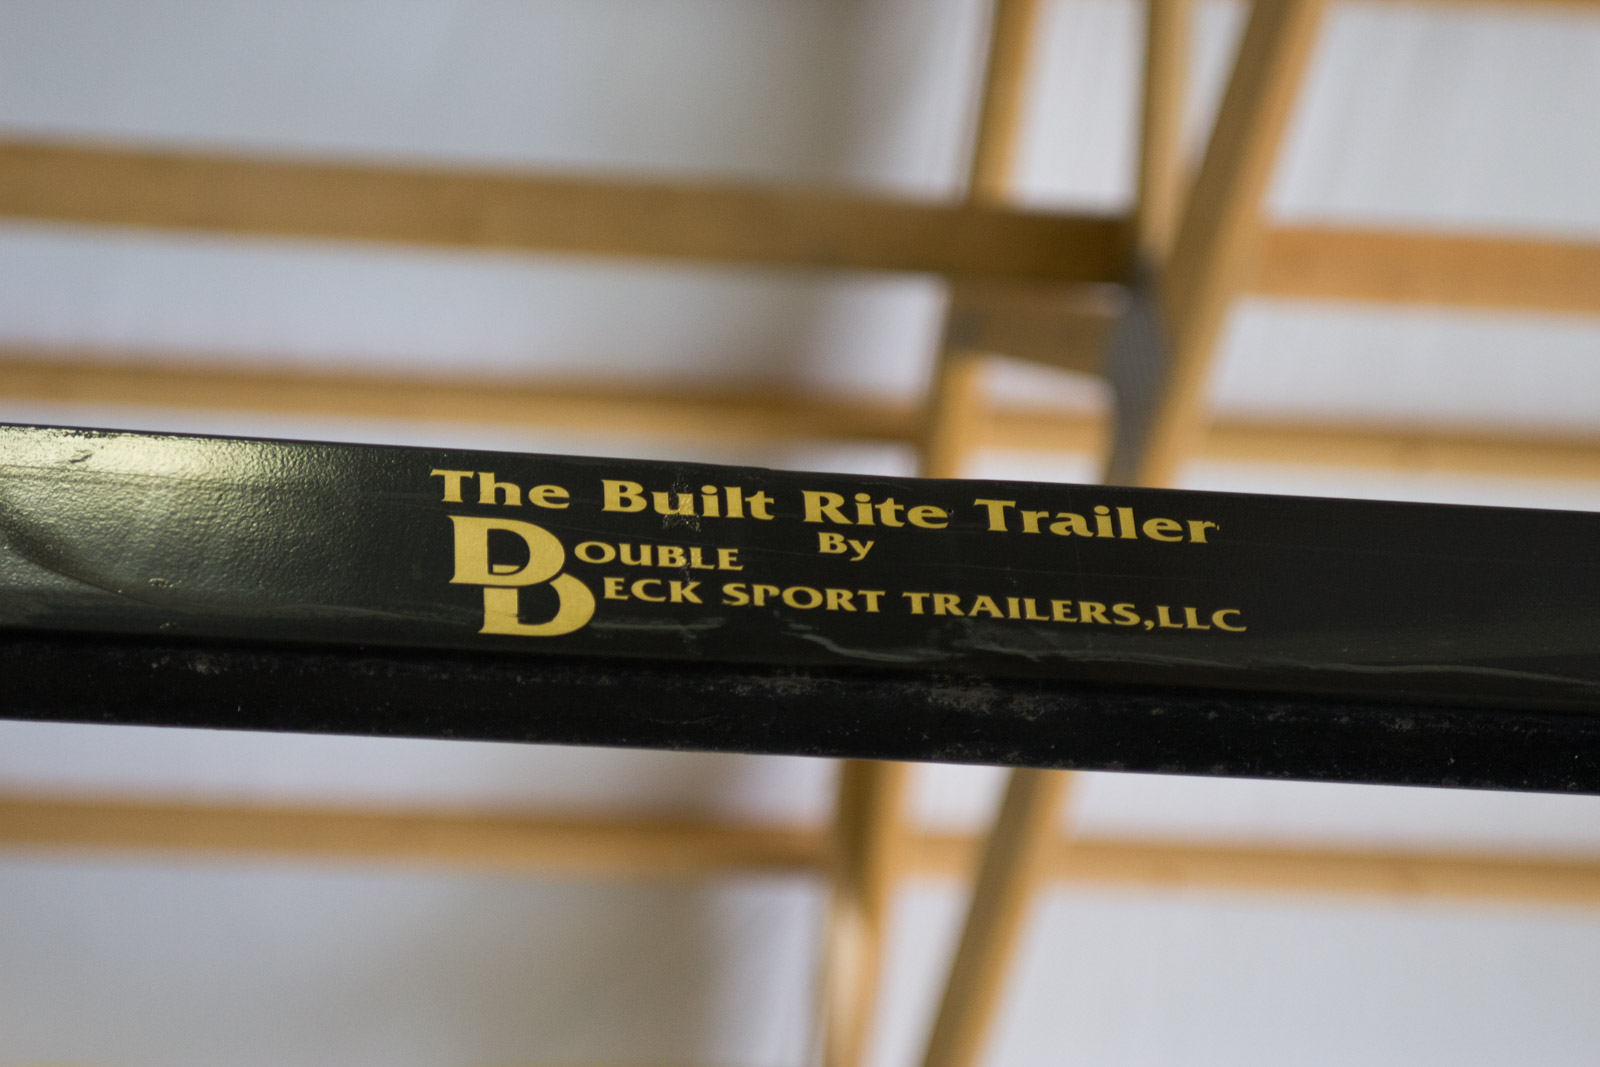 The Built Rite Trailer
By
DOUBLE
DECK SPORT TRAILERS,LLC